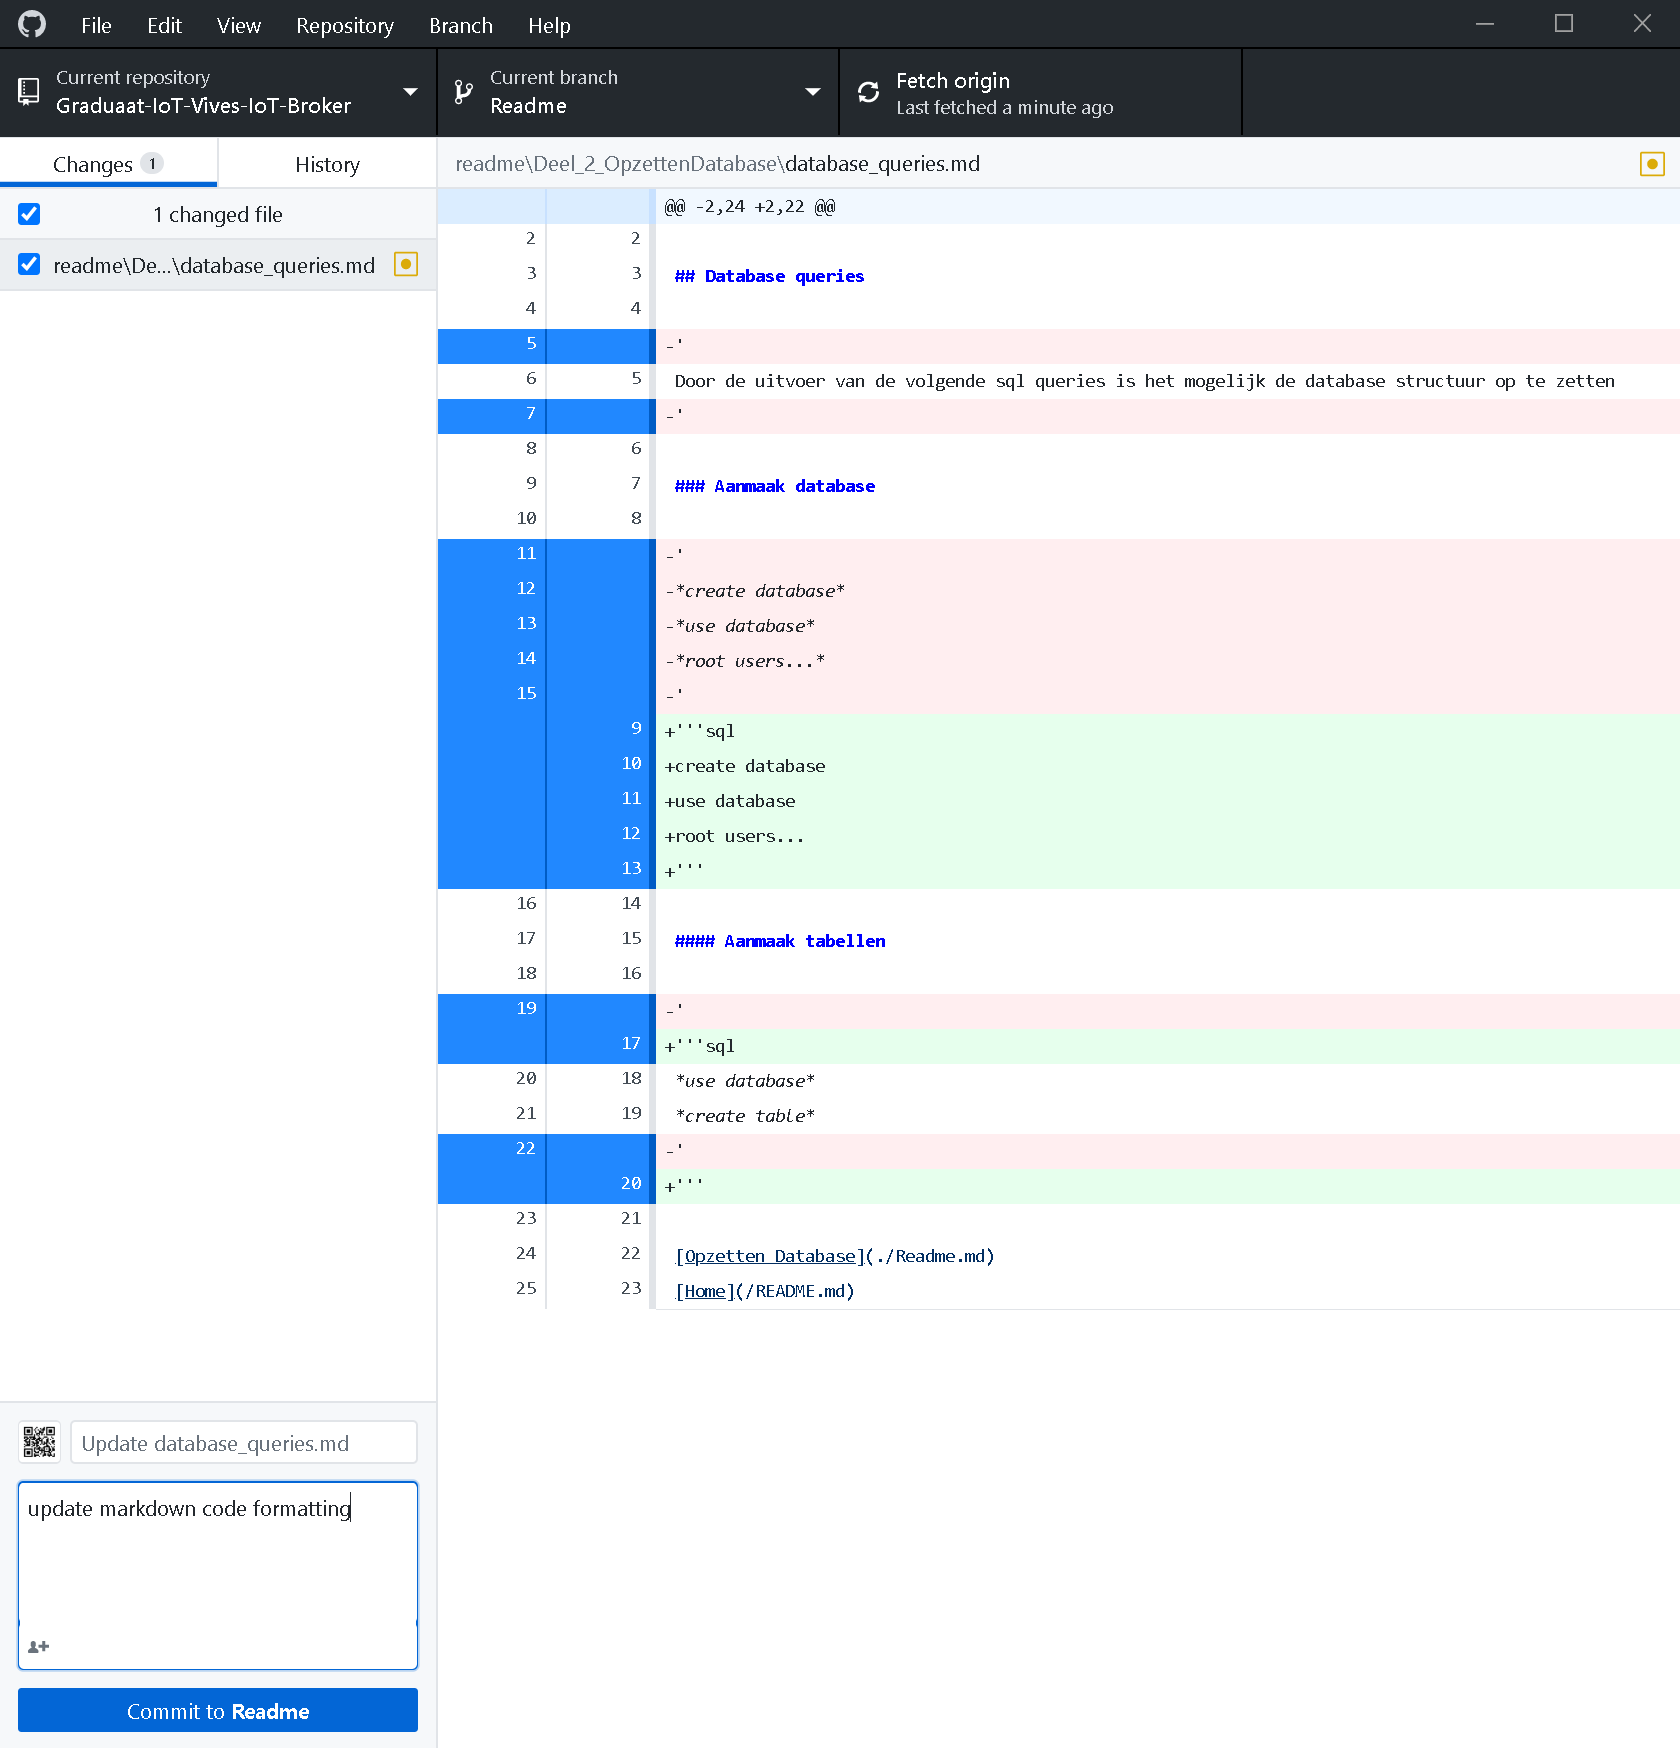 File Edit View Repository Branch Help
Current repository
Graduaat-IoT-Vives-IoT-Broker
Current branch
Readme
Fetch origin
Last fetched a minute ago
Changes 1
History
1 changed file
readme\De...\database_queries.md
readme\Deel_2_OpzettenDatabase\database_queries.md
@@ -2,24 +2,22 @@
2 2
3 3 ## Database queries
4 4
5 -'
6 5 Door de uitvoer van de volgende sql queries is het mogelijk de database structuur op te zetten
7 -'
8 6
9 7 ### Aanmaak database
10 8
11 -'
12 -*create database*
13 -*use database*
14 -*root users...*
15 -'
9 +'''sql
10 +create database
11 +use database
12 +root users...
13 +'''
16 14
17 15 #### Aanmaak tabellen
18 16
19 -'
17 +'''sql
20 18 *use database*
21 19 *create table*
22 -'
20 +'''
23 21
24 22 [Opzetten Database](./Readme.md)
25 23 [Home](/README.md)
Update database_queries.md
update markdown code formatting
Commit to Readme